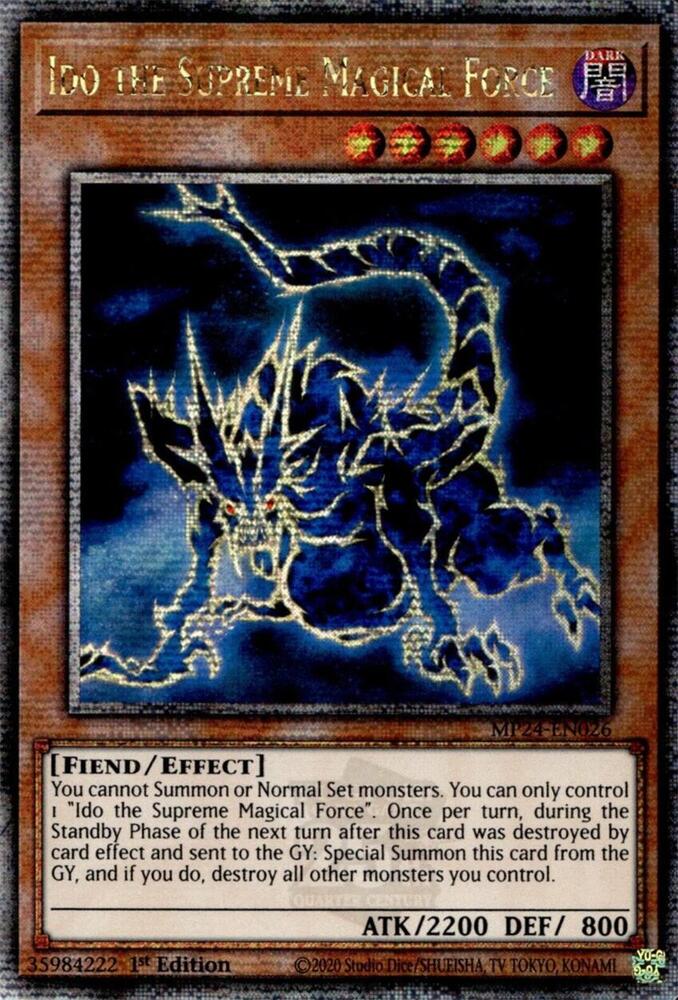 IDO THE SUPREME MAGICAL FORCE
DARK
闇
MP24-EN026
[FIEND/EFFECT]
You cannot Summon or Normal Set monsters. You can only control
1 "Ido the Supreme Magical Force". Once per turn, during the
Standby Phase of the next turn after this card was destroyed by
card effect and sent to the GY: Special Summon this card from the
GY, and if you do, destroy all other monsters you control.
QUARTER CENTURY
ATK/2200 DEF/ 800
35984222 1st Edition
©2020 Studio Dice/SHUEISHA, TV TOKYO, KONAMI